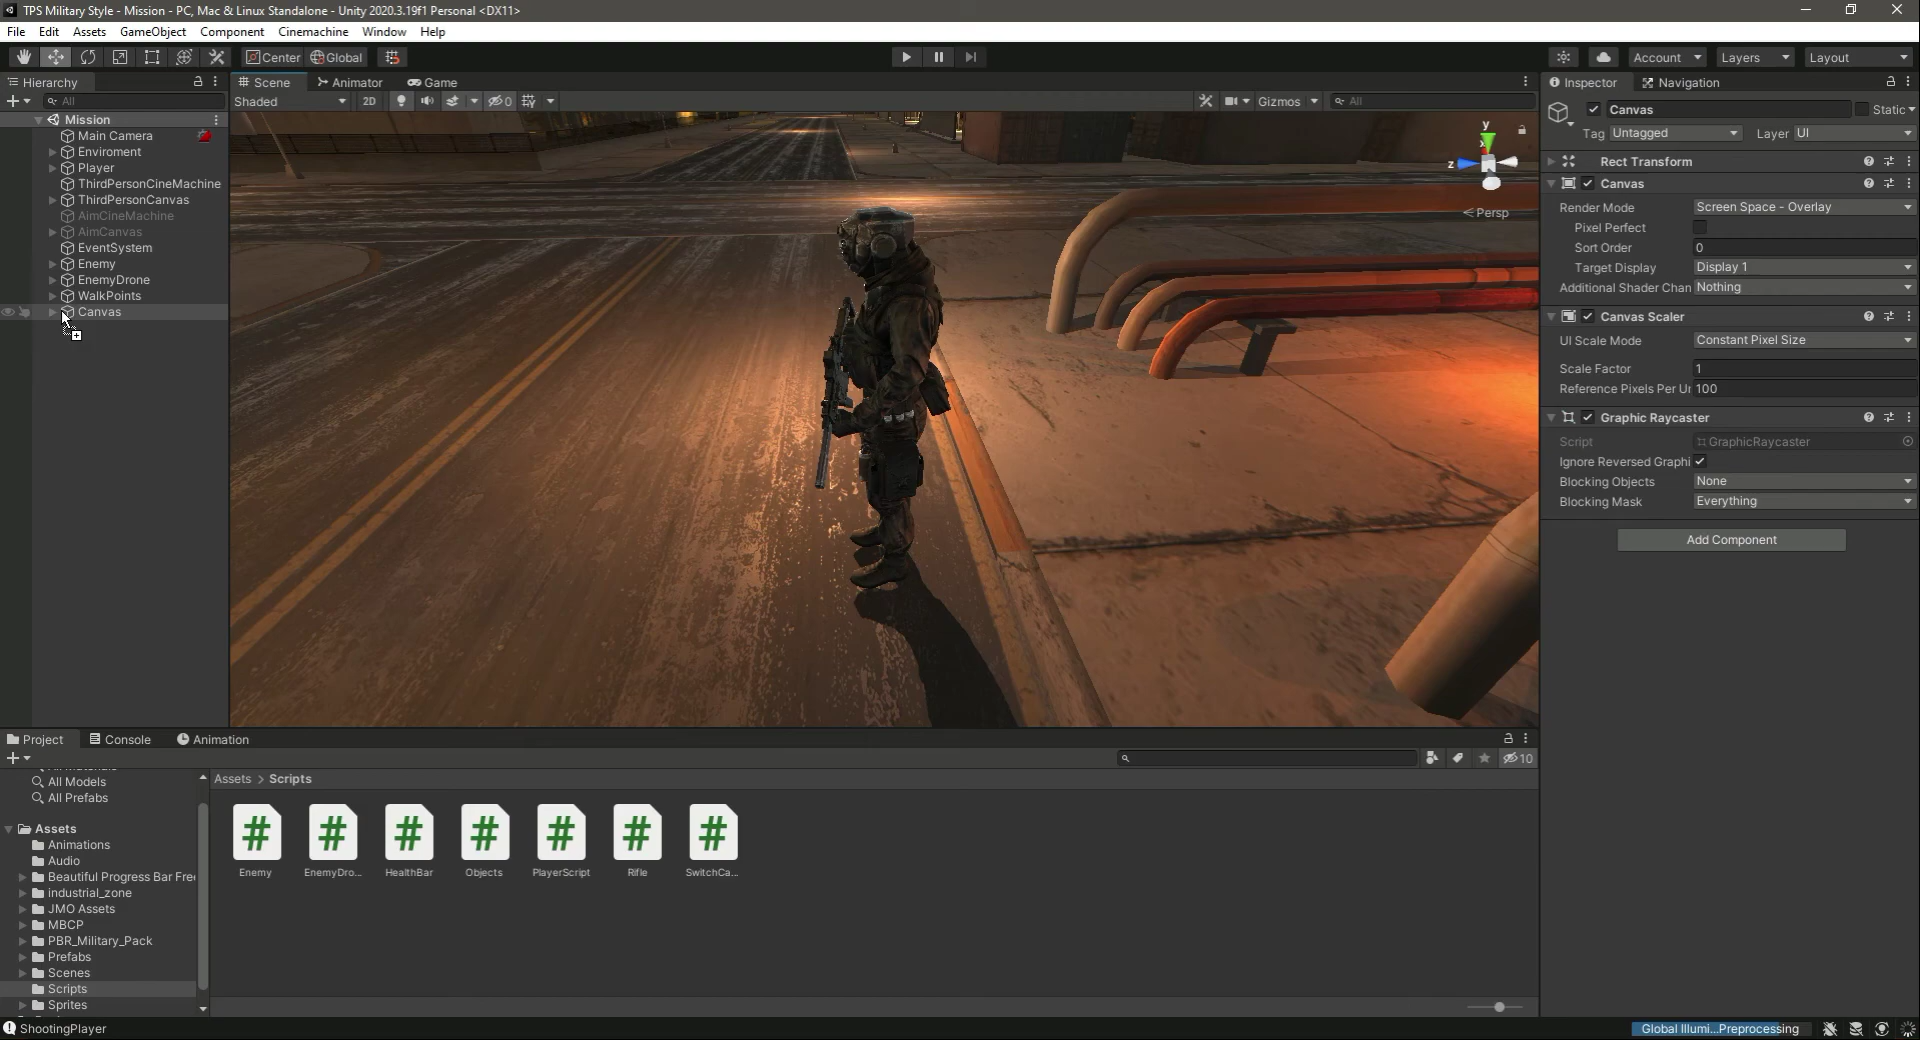 TPS Military Style - Mission - PC, Mac & Linux Standalone - Unity 2020.3.19f1 Personal <DX11>
File Edit Assets GameObject Component Cinemachine Window Help
Center Global Account Layers Layout
Hierarchy
All
Mission
Main Camera
Enviroment
Player
ThirdPersonCineMachine
ThirdPersonCanvas
AimCineMachine
AimCanvas
EventSystem
Enemy
EnemyDrone
WalkPoints
Canvas
Scene Animator Game
Shaded 2D 0 Gizmos All
y
x
z
Persp
Inspector Navigation
Canvas Static
Tag Untagged Layer UI
Rect Transform
Canvas
Render Mode Screen Space - Overlay
Pixel Perfect
Sort Order 0
Target Display Display 1
Additional Shader Chan Nothing
Canvas Scaler
UI Scale Mode Constant Pixel Size
Scale Factor 1
Reference Pixels Per Ur 100
Graphic Raycaster
Script GraphicRaycaster
Ignore Reversed Graphi
Blocking Objects None
Blocking Mask Everything
Add Component
Project Console Animation
10
All Models
All Prefabs
Assets
Animations
Audio
Beautiful Progress Bar Free
industrial_zone
JMO Assets
MBCP
PBR_Military_Pack
Prefabs
Scenes
Scripts
Sprites
Assets > Scripts
Enemy EnemyDro... HealthBar Objects PlayerScript Rifle SwitchCa...
ShootingPlayer
Global Illumi...Preprocessing